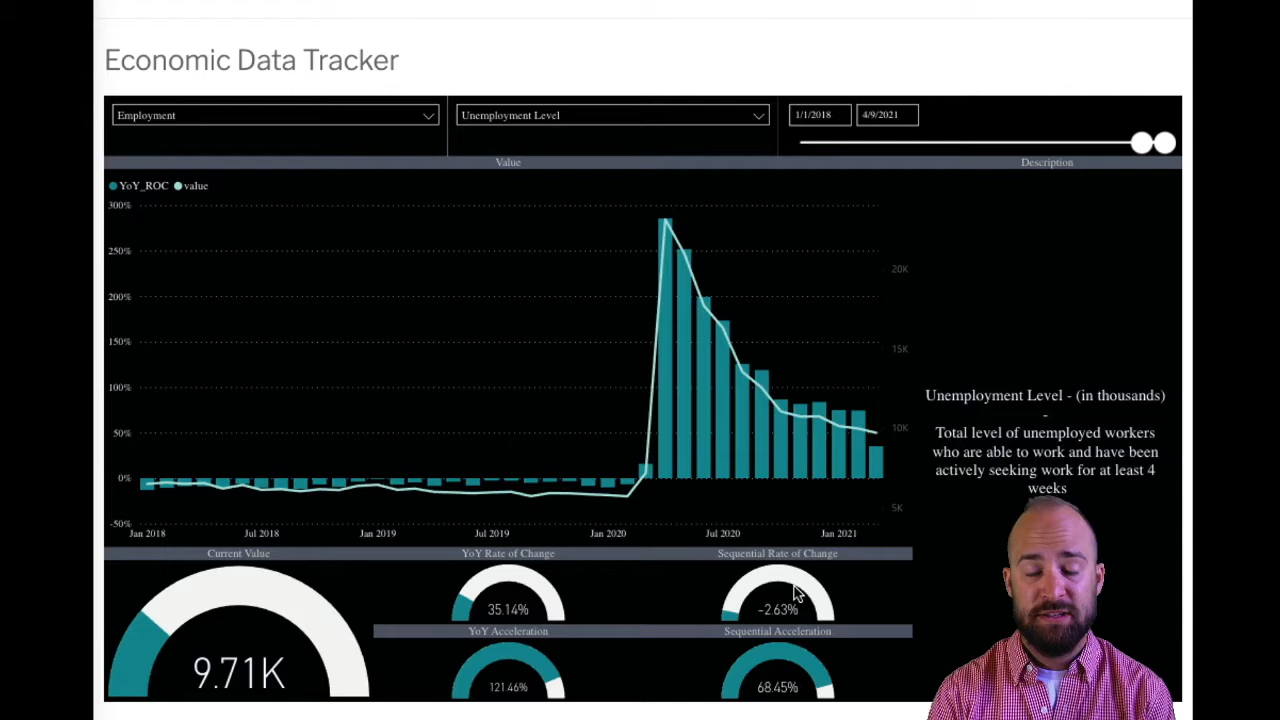 Economic Data Tracker
Employment
Unemployment Level
1/1/2018
4/9/2021
Value
Description
YoY_ROC
value
300%
250%
200%
150%
100%
50%
0%
-50%
20K
15K
10K
5K
Jan 2018
Jul 2018
Jan 2019
Jul 2019
Jan 2020
Jul 2020
Jan 2021
Unemployment Level - (in thousands)
-
Total level of unemployed workers
who are able to work and have been
actively seeking work for at least 4
weeks
Current Value
YoY Rate of Change
Sequential Rate of Change
9.71K
35.14%
-2.63%
YoY Acceleration
Sequential Acceleration
121.46%
68.45%